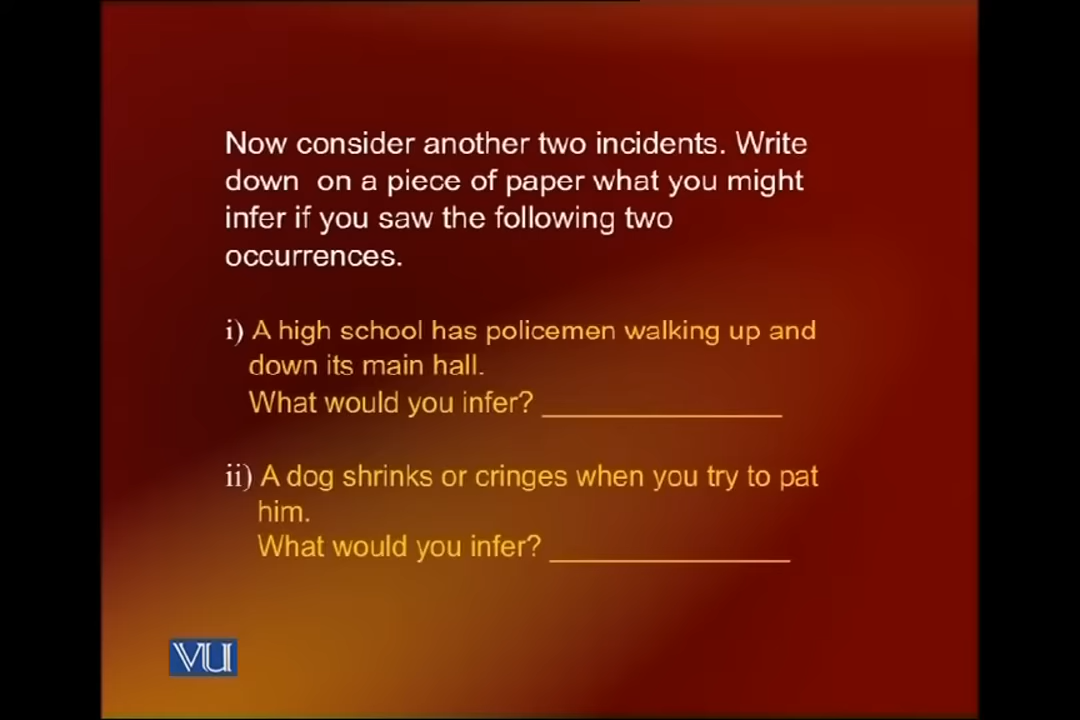 Now consider another two incidents. Write
down on a piece of paper what you might
infer if you saw the following two
occurrences.
i) A high school has policemen walking up and
down its main hall.
What would you infer? ________________
ii) A dog shrinks or cringes when you try to pat
him.
What would you infer? ________________
VU